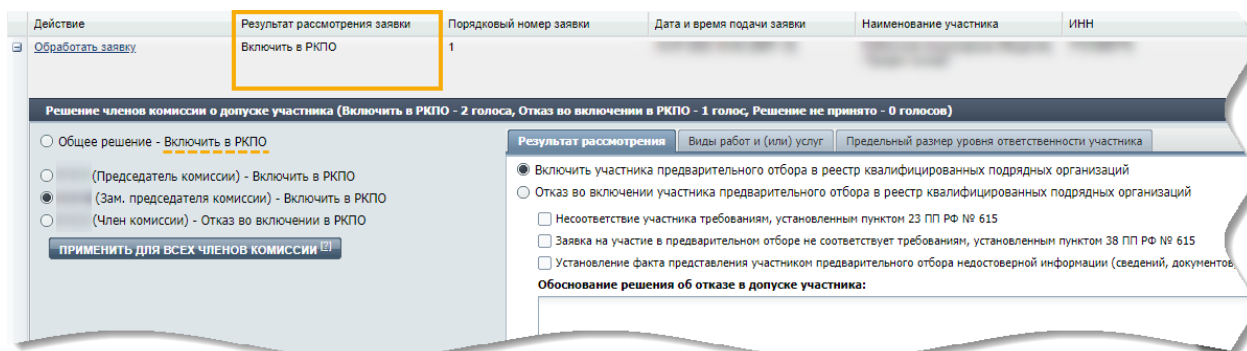 Действие Результат рассмотрения заявки Порядковый номер заявки Дата и время подачи заявки Наименование участника ИНН
Обработать заявку Включить в РКПО 1
Решение членов комиссии о допуске участника (Включить в РКПО - 2 голоса, Отказ во включении в РКПО - 1 голос, Решение не принято - 0 голосов)
Общее решение - Включить в РКПО
(Председатель комиссии) - Включить в РКПО
(Зам. председателя комиссии) - Включить в РКПО
(Член комиссии) - Отказ во включении в РКПО
ПРИМЕНИТЬ ДЛЯ ВСЕХ ЧЛЕНОВ КОМИССИИ [?]
Результат рассмотрения Виды работ и (или) услуг Предельный размер уровня ответственности участника
Включить участника предварительного отбора в реестр квалифицированных подрядных организаций
Отказ во включении участника предварительного отбора в реестр квалифицированных подрядных организаций
Несоответствие участника требованиям, установленным пунктом 23 ПП РФ № 615
Заявка на участие в предварительном отборе не соответствует требованиям, установленным пунктом 38 ПП РФ № 615
Установление факта представления участником предварительного отбора недостоверной информации (сведений, документов
Обоснование решения об отказе в допуске участника: